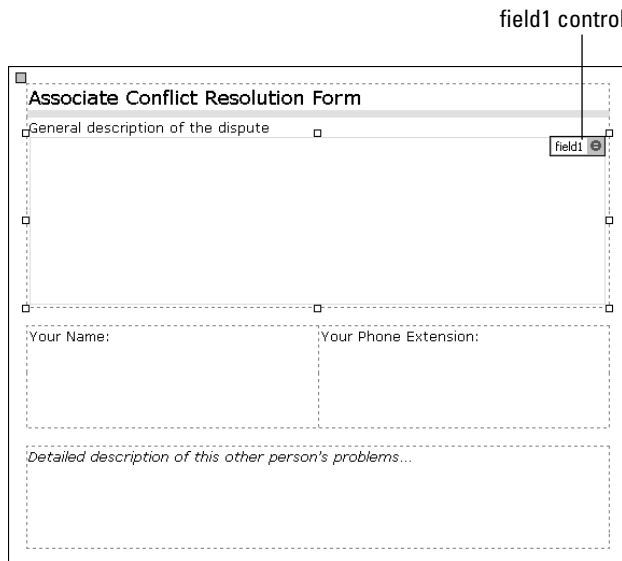 field1 control
Associate Conflict Resolution Form
General description of the dispute
field1
Your Name:
Your Phone Extension:
Detailed description of this other person's problems...